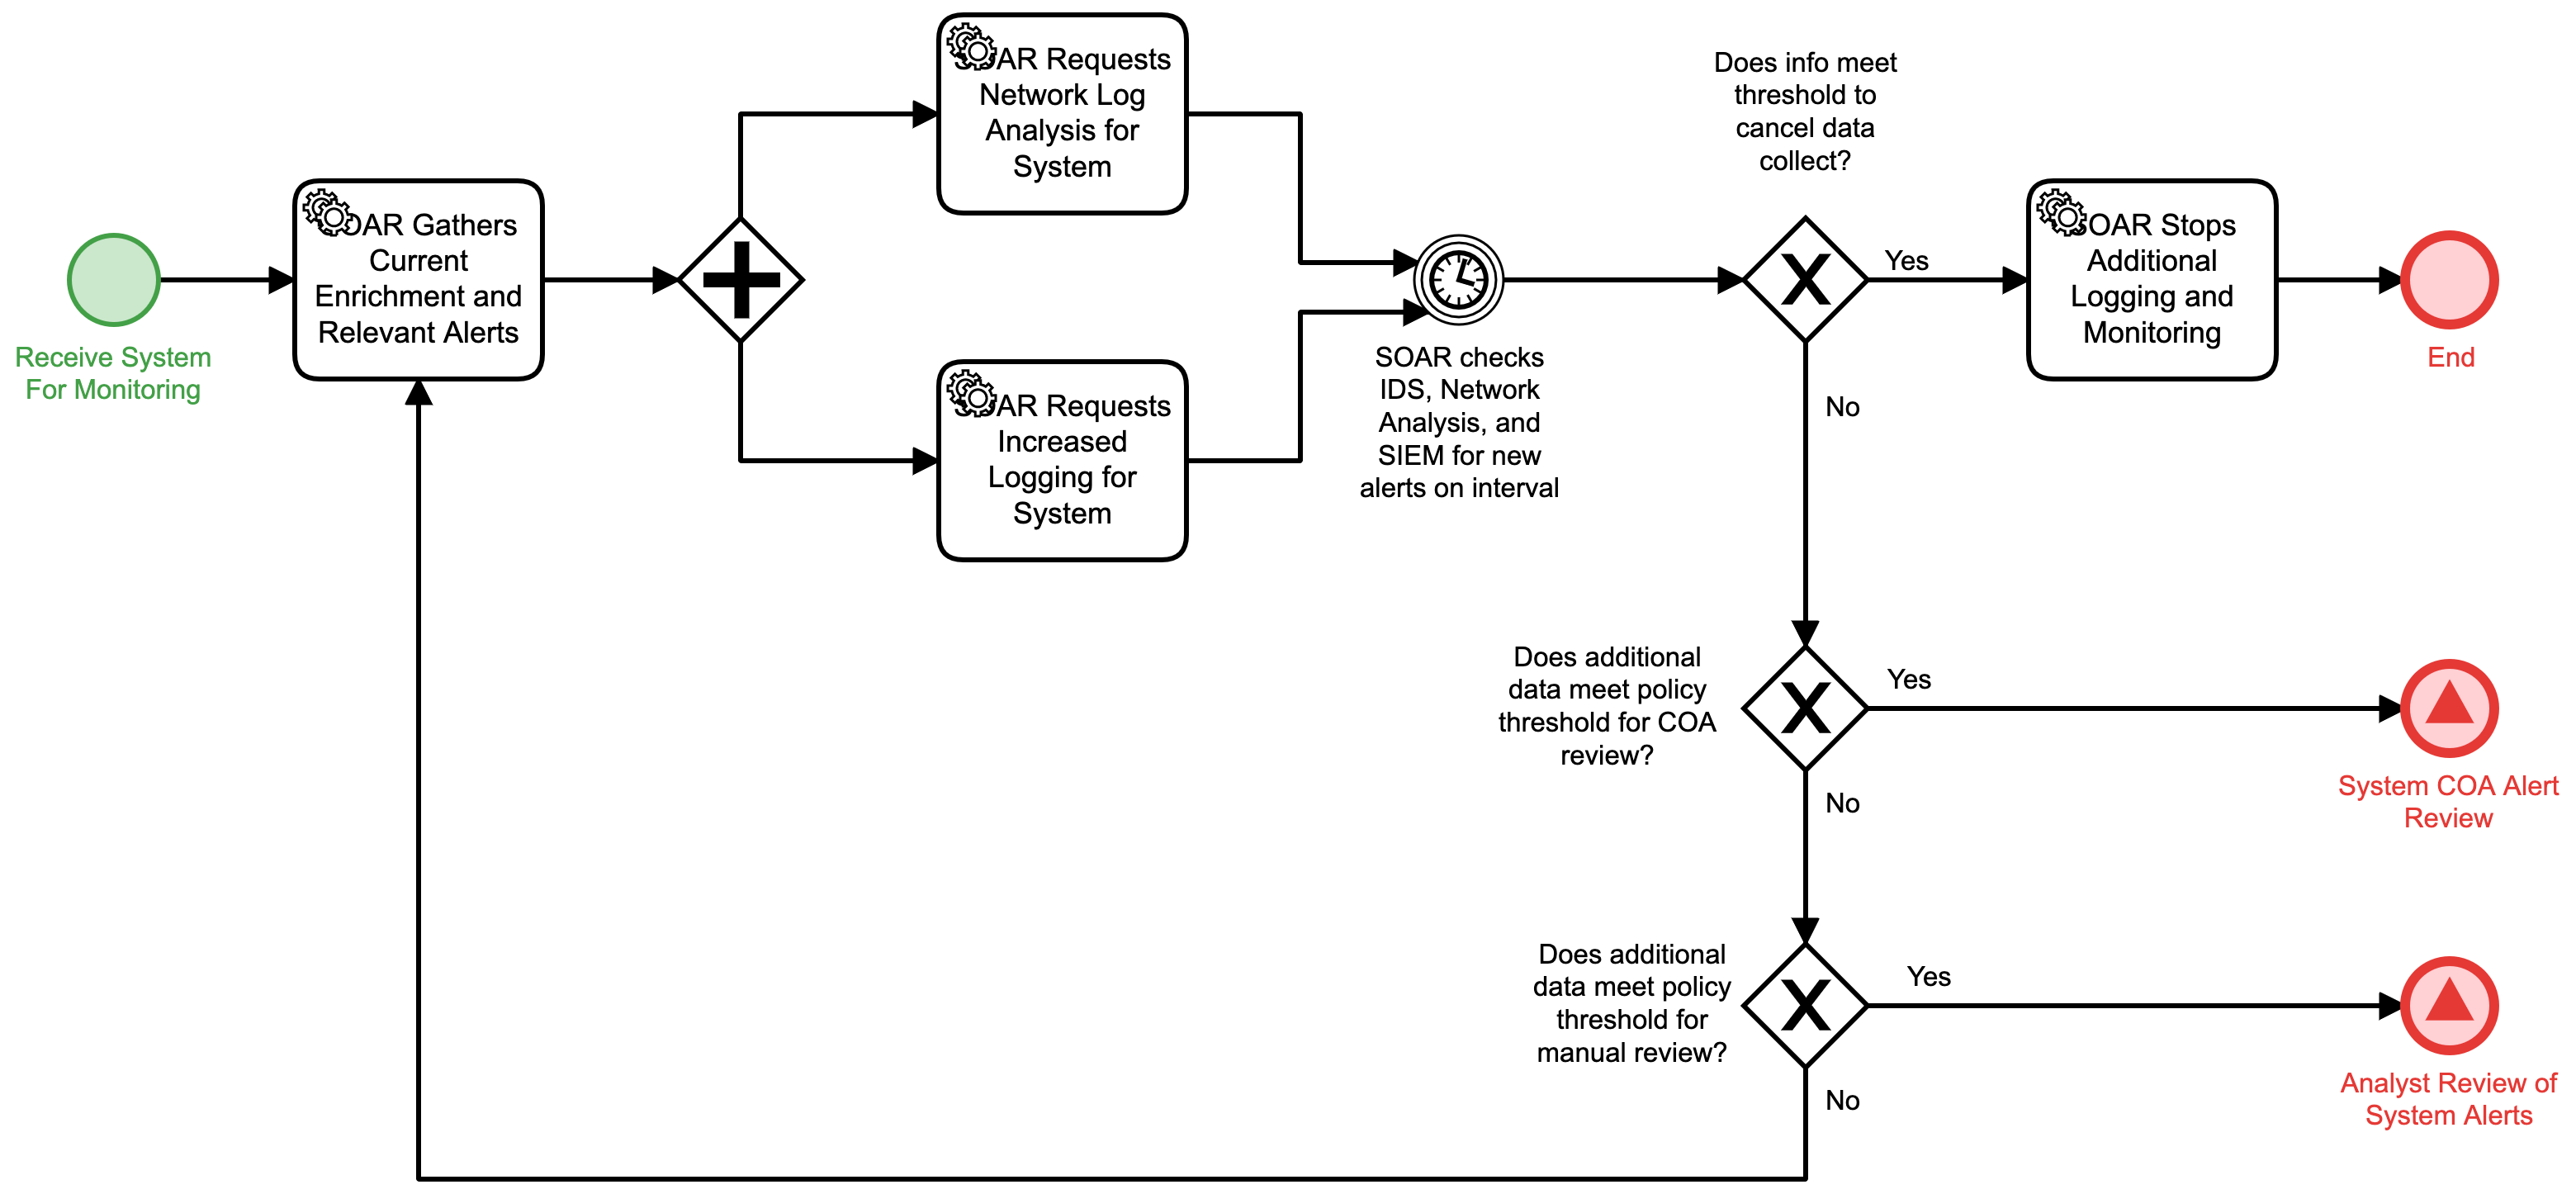 Receive System
For Monitoring
SOAR Gathers
Current
Enrichment and
Relevant Alerts
SOAR Requests
Network Log
Analysis for
System
SOAR Requests
Increased
Logging for
System
SOAR checks
IDS, Network
Analysis, and
SIEM for new
alerts on interval
Does info meet
threshold to
cancel data
collect?
Yes
No
SOAR Stops
Additional
Logging and
Monitoring
End
Does additional
data meet policy
threshold for COA
review?
Yes
No
System COA Alert
Review
Does additional
data meet policy
threshold for
manual review?
Yes
No
Analyst Review of
System Alerts